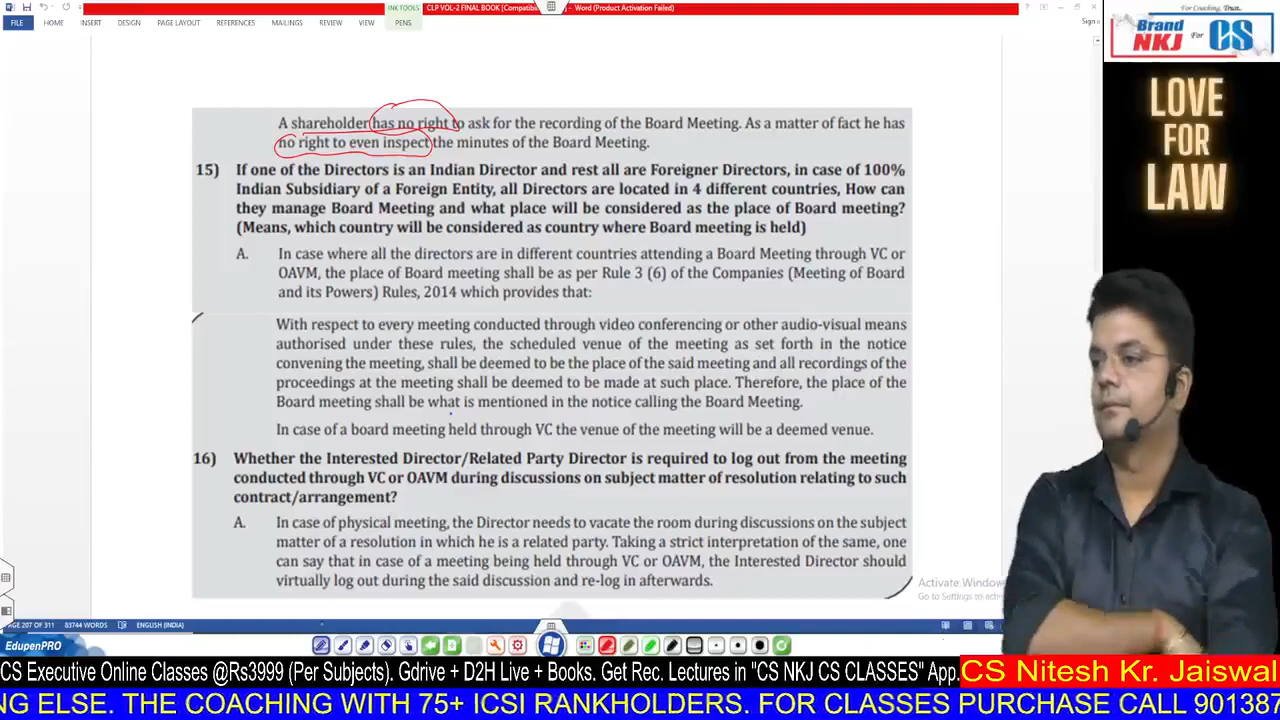 INK TOOLS
CLP VOL-2 FINAL BOOK [Compatibi
- Word (Product Activation Failed)
FILE HOME INSERT DESIGN PAGE LAYOUT REFERENCES MAILINGS REVIEW VIEW PENS
Sign in
For Coaching, Trust..
Brand
NKJ For CS
LOVE
FOR
LAW
A shareholder has no right to ask for the recording of the Board Meeting. As a matter of fact he has
no right to even inspect the minutes of the Board Meeting.
15) If one of the Directors is an Indian Director and rest all are Foreigner Directors, in case of 100%
Indian Subsidiary of a Foreign Entity, all Directors are located in 4 different countries, How can
they manage Board Meeting and what place will be considered as the place of Board meeting?
(Means, which country will be considered as country where Board meeting is held)
A. In case where all the directors are in different countries attending a Board Meeting through VC or
OAVM, the place of Board meeting shall be as per Rule 3 (6) of the Companies (Meeting of Board
and its Powers) Rules, 2014 which provides that:
With respect to every meeting conducted through video conferencing or other audio-visual means
authorised under these rules, the scheduled venue of the meeting as set forth in the notice
convening the meeting, shall be deemed to be the place of the said meeting and all recordings of the
proceedings at the meeting shall be deemed to be made at such place. Therefore, the place of the
Board meeting shall be what is mentioned in the notice calling the Board Meeting.
In case of a board meeting held through VC the venue of the meeting will be a deemed venue.
16) Whether the Interested Director/Related Party Director is required to log out from the meeting
conducted through VC or OAVM during discussions on subject matter of resolution relating to such
contract/arrangement?
A. In case of physical meeting, the Director needs to vacate the room during discussions on the subject
matter of a resolution in which he is a related party. Taking a strict interpretation of the same, one
can say that in case of a meeting being held through VC or OAVM, the Interested Director should
virtually log out during the said discussion and re-log in afterwards.
Activate Window
Go to Settings to activ
PAGE 207 OF 311 83744 WORDS ENGLISH (INDIA)
EdupenPRO
CS Executive Online Classes @Rs3999 (Per Subjects). Gdrive + D2H Live + Books. Get Rec. Lectures in "CS NKJ CS CLASSES" App.
CS Nitesh Kr. Jaiswal
NG ELSE. THE COACHING WITH 75+ ICSI RANKHOLDERS. FOR CLASSES PURCHASE CALL 901387